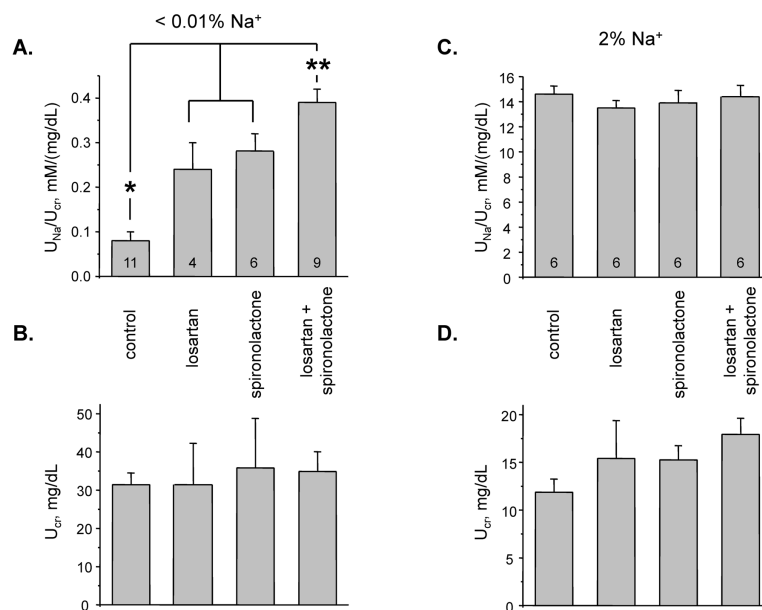 < 0.01% Na⁺
2% Na⁺
A.
**
*
U_Na/U_cr, mM/(mg/dL)
0.4
0.3
0.2
0.1
0.0
11
4
6
9
C.
U_Na/U_cr, mM/(mg/dL)
16
14
12
10
8
6
4
2
0
6
6
6
6
control
losartan
spironolactone
losartan +
spironolactone
control
losartan
spironolactone
losartan +
spironolactone
B.
U_cr, mg/dL
50
40
30
20
10
0
D.
U_cr, mg/dL
20
15
10
5
0